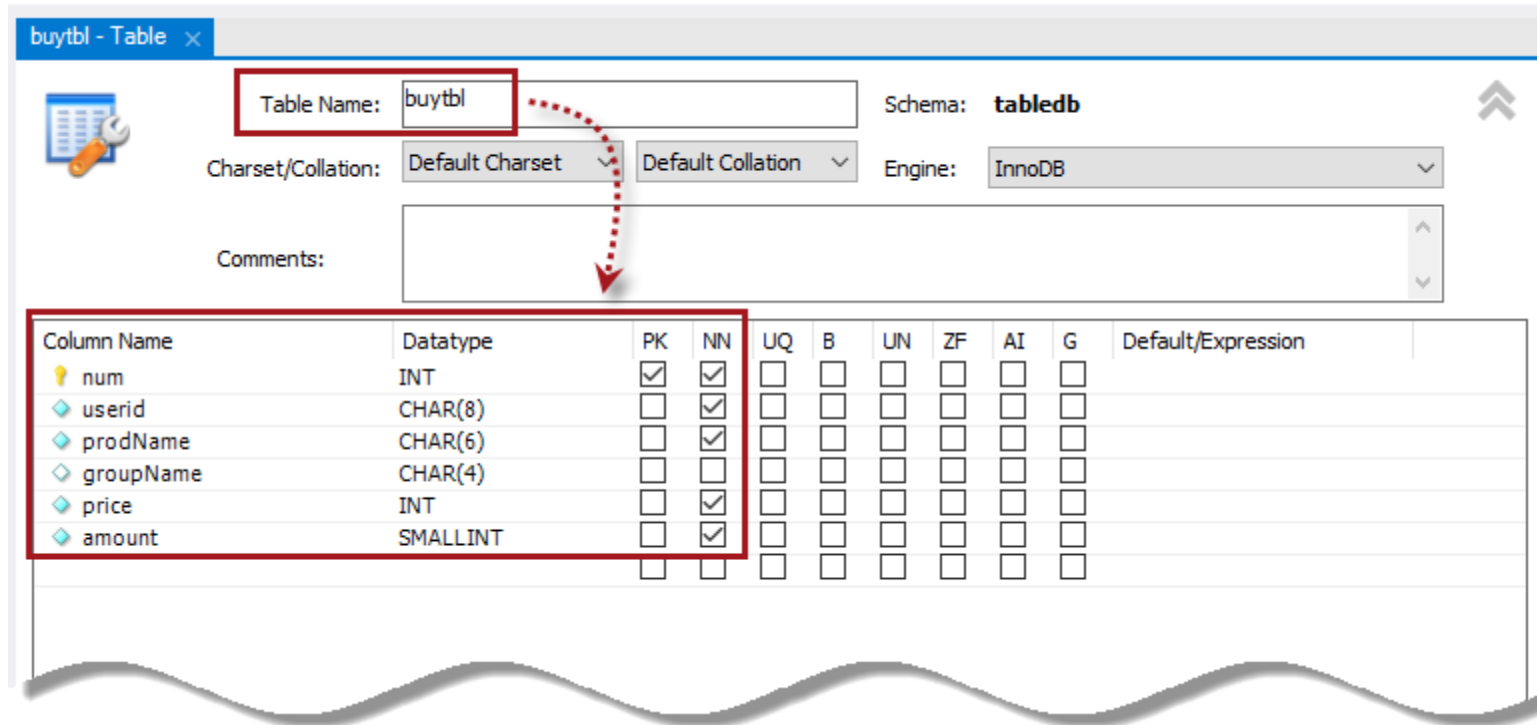 buytbl - Table ×
Table Name: buytbl Schema: tabledb
Charset/Collation: Default Charset Default Collation Engine: InnoDB
Comments:
Column Name Datatype PK NN UQ B UN ZF AI G Default/Expression
num INT
userid CHAR(8)
prodName CHAR(6)
groupName CHAR(4)
price INT
amount SMALLINT